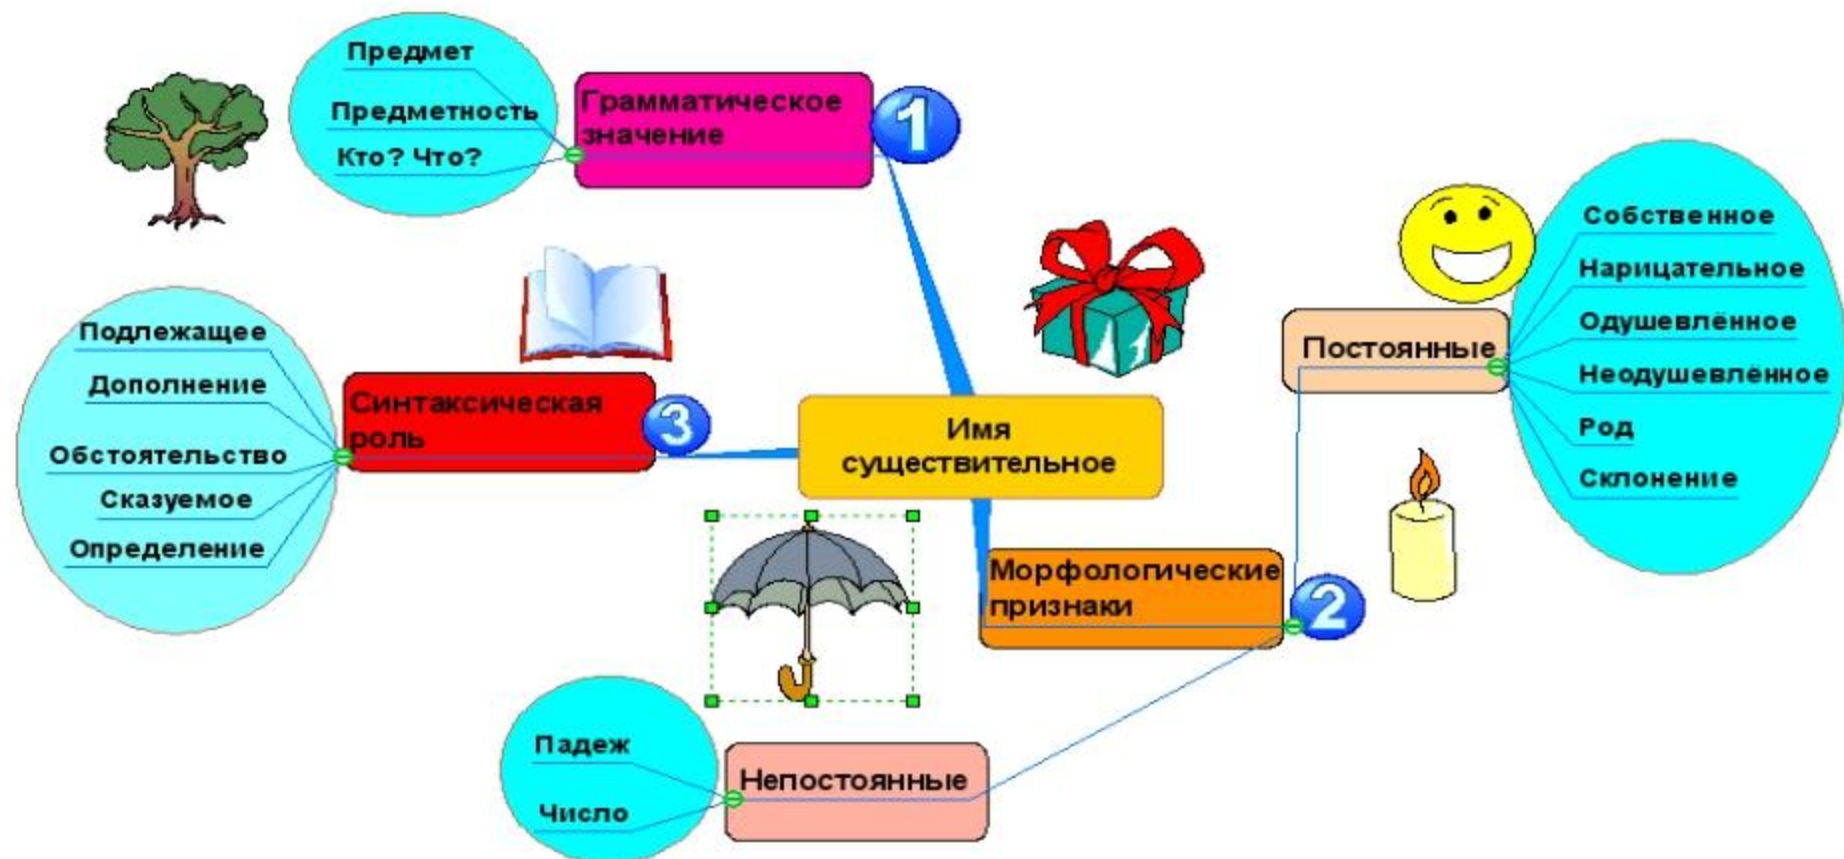 Предмет
Предметность
Кто? Что?
Грамматическое
значение
1
Собственное
Нарицательное
Одушевлённое
Неодушевлённое
Род
Склонение
Постоянные
Подлежащее
Дополнение
Обстоятельство
Сказуемое
Определение
Синтаксическая
роль
3
Имя
существительное
Морфологические
признаки
2
Падеж
Число
Непостоянные